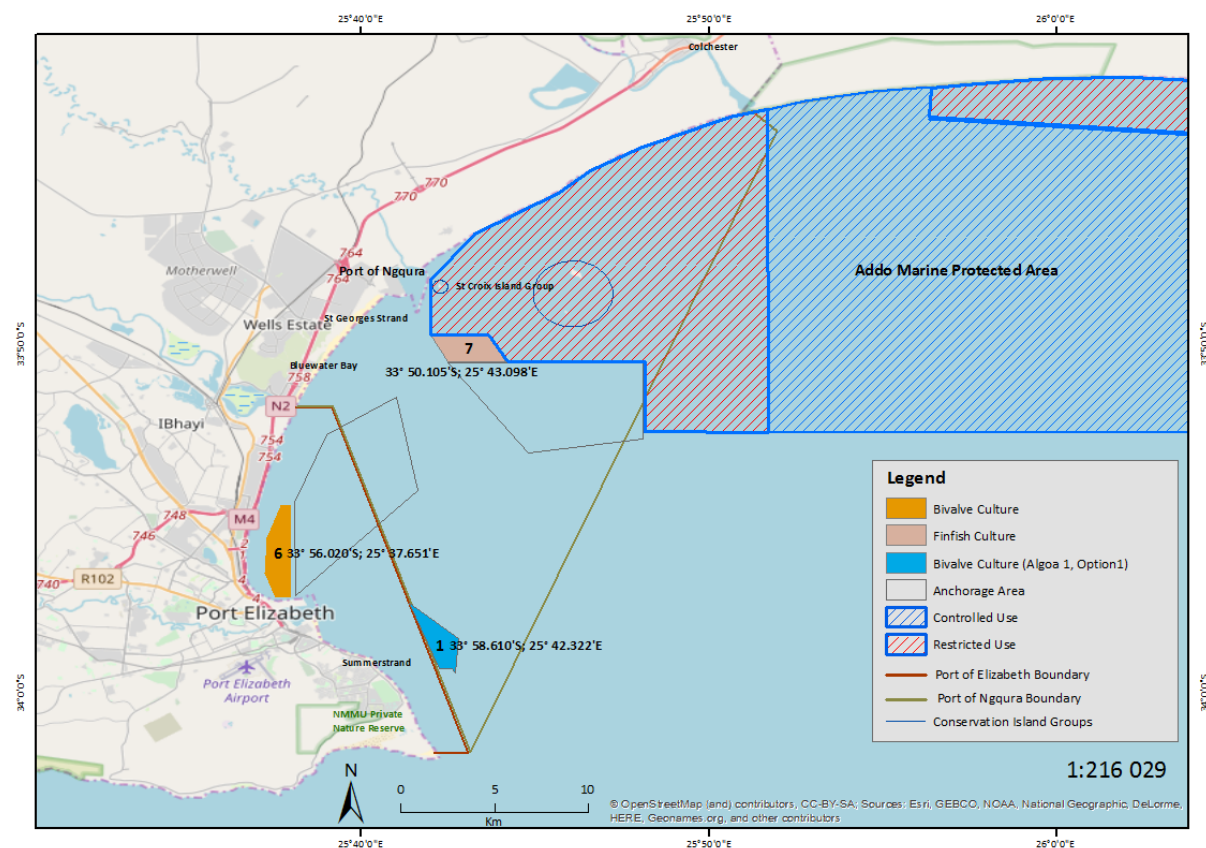 25°40'0"E
25°50'0"E
26°0'0"E
Colchester
770
770
764
764
Motherwell
Port of Ngqura
St Croix Island Group
Addo Marine Protected Area
St Georges Strand
Wells Estate
33°50'0"S
33°50'0"S
7
Bluewater Bay
33° 50.105'S; 25° 43.098'E
758
N2
IBhayi
754
754
Legend
Bivalve Culture
Finfish Culture
Bivalve Culture (Algoa 1, Option1)
Anchorage Area
Controlled Use
Restricted Use
Port of Elizabeth Boundary
Port of Ngqura Boundary
Conservation Island Groups
748
M4
746
2
1
6 33° 56.020'S; 25° 37.651'E
740
R102
4
4
Port Elizabeth
1 33° 58.610'S; 25° 42.322'E
Summerstrand
Port Elizabeth
Airport
34°0'0"S
34°0'0"S
NMMU Private
Nature Reserve
1:216 029
N
0 5 10
Km
© OpenStreetMap (and) contributors, CC-BY-SA; Sources: Esri, GEBCO, NOAA, National Geographic, DeLorme,
HERE, Geonames.org, and other contributors
25°40'0"E
25°50'0"E
26°0'0"E